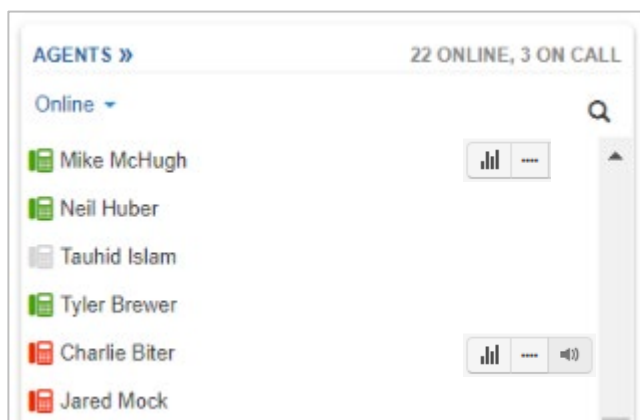 AGENTS » 22 ONLINE, 3 ON CALL
Online
Mike McHugh
Neil Huber
Tauhid Islam
Tyler Brewer
Charlie Biter
Jared Mock